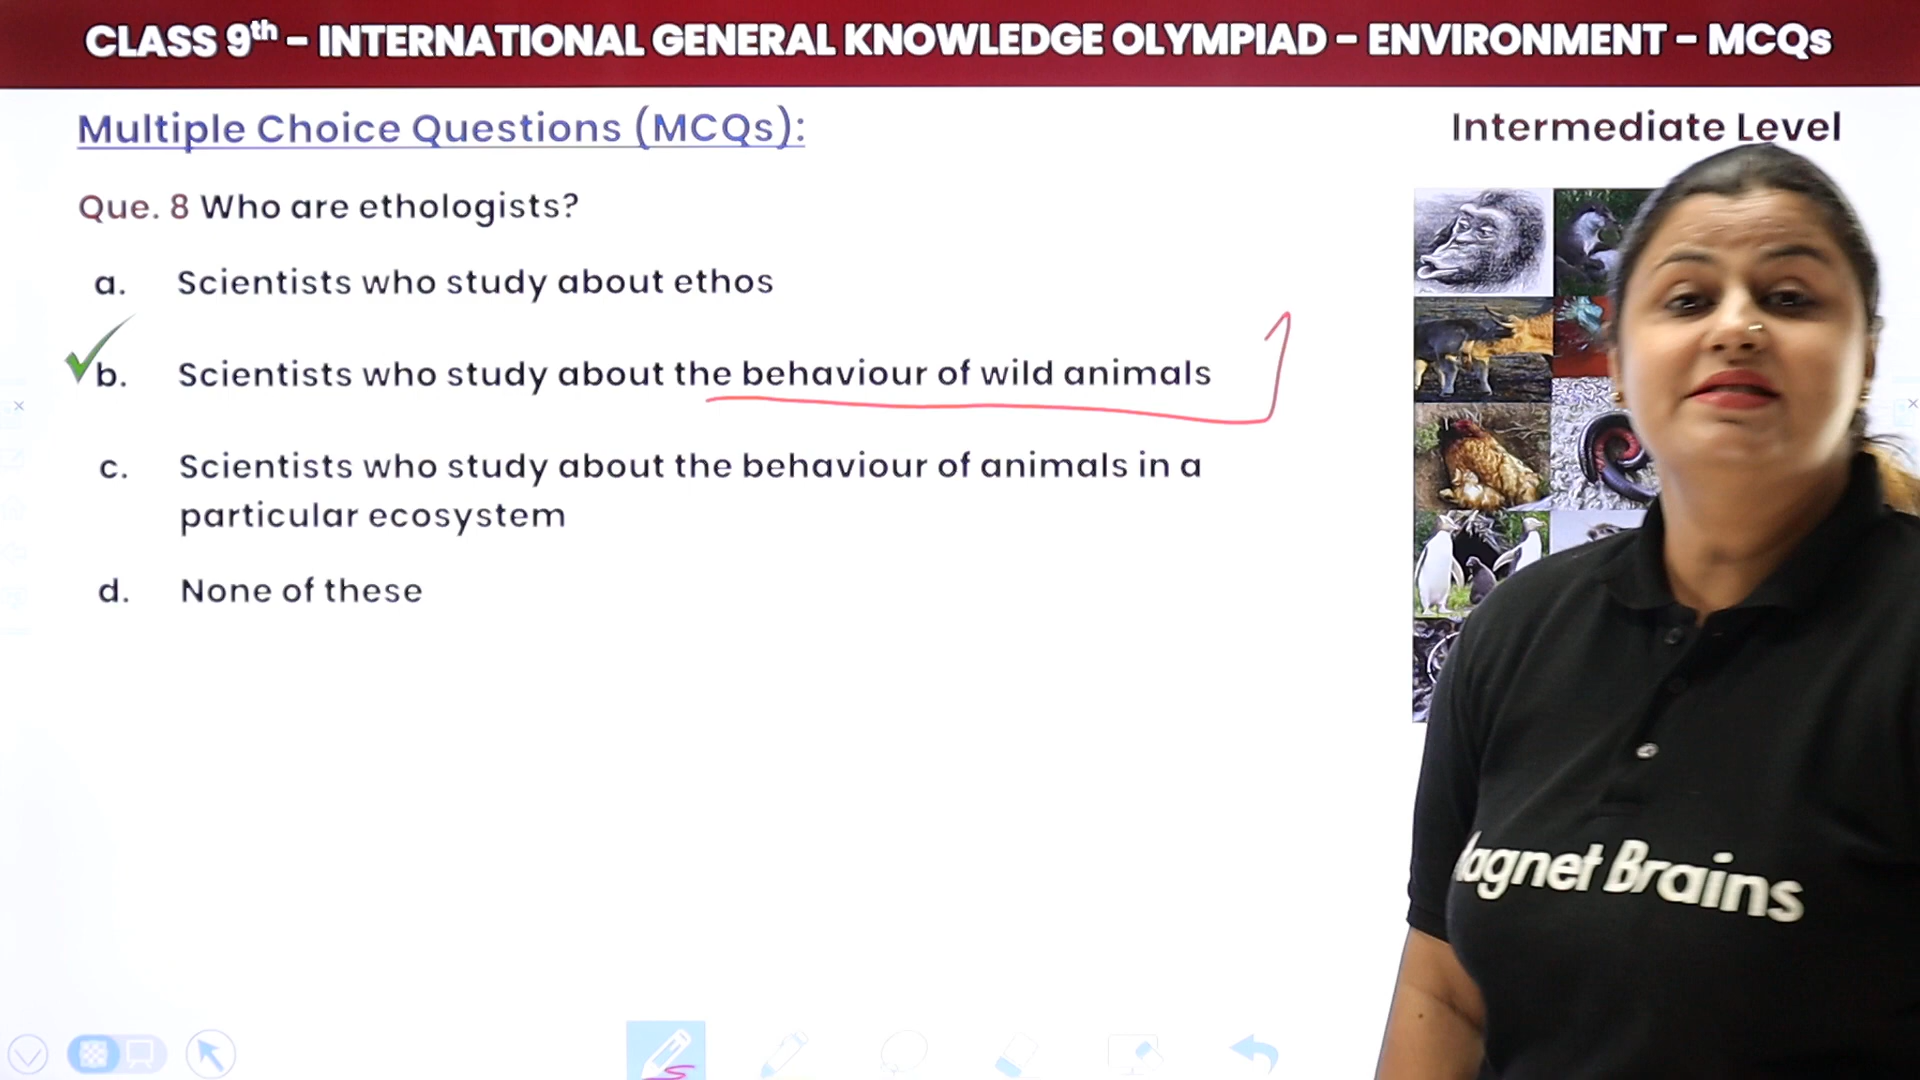 CLASS 9th - INTERNATIONAL GENERAL KNOWLEDGE OLYMPIAD - ENVIRONMENT - MCQs
Multiple Choice Questions (MCQs):
Intermediate Level
Que. 8 Who are ethologists?
a. Scientists who study about ethos
b. Scientists who study about the behaviour of wild animals
c. Scientists who study about the behaviour of animals in a
particular ecosystem
d. None of these
agnet Brains